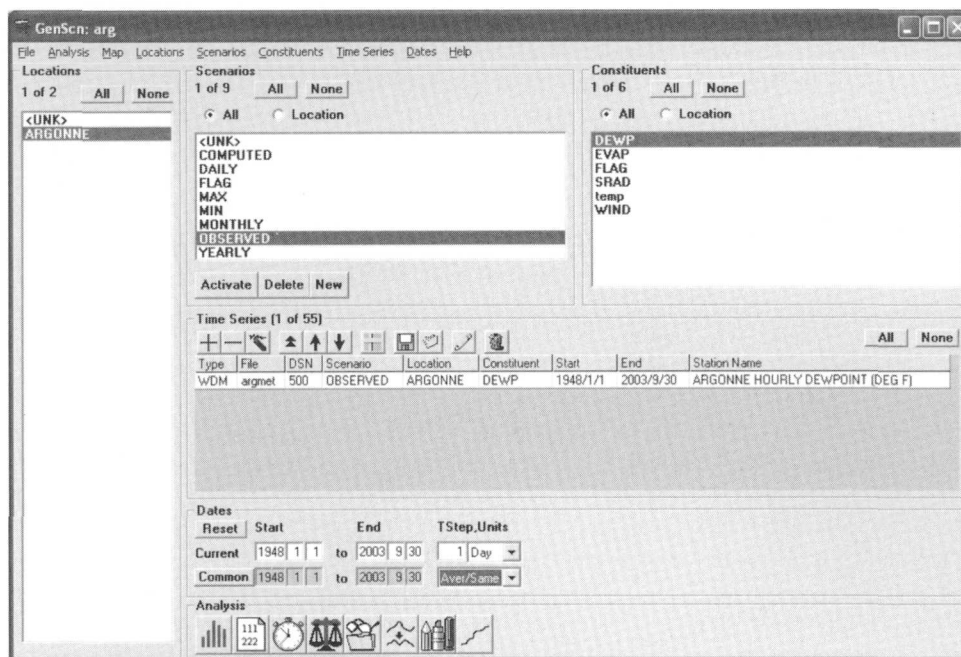 GenScn: arg
File Analysis Map Locations Scenarios Constituents Time Series Dates Help
Locations
1 of 2 All None
<UNK>
ARGONNE
Scenarios
1 of 9 All None
All Location
<UNK>
COMPUTED
DAILY
FLAG
MAX
MIN
MONTHLY
OBSERVED
YEARLY
Activate Delete New
Constituents
1 of 6 All None
All Location
DEWP
EVAP
FLAG
SRAD
temp
WIND
Time Series (1 of 55)
All None
Type File DSN Scenario Location Constituent Start End Station Name
WDM argmet 500 OBSERVED ARGONNE DEWP 1948/1/1 2003/9/30 ARGONNE HOURLY DEWPOINT (DEG F)
Dates
Reset Start End TStep,Units
Current 1948 1 1 to 2003 9 30 1 Day
Common 1948 1 1 to 2003 9 30 Aver/Same
Analysis
111
222